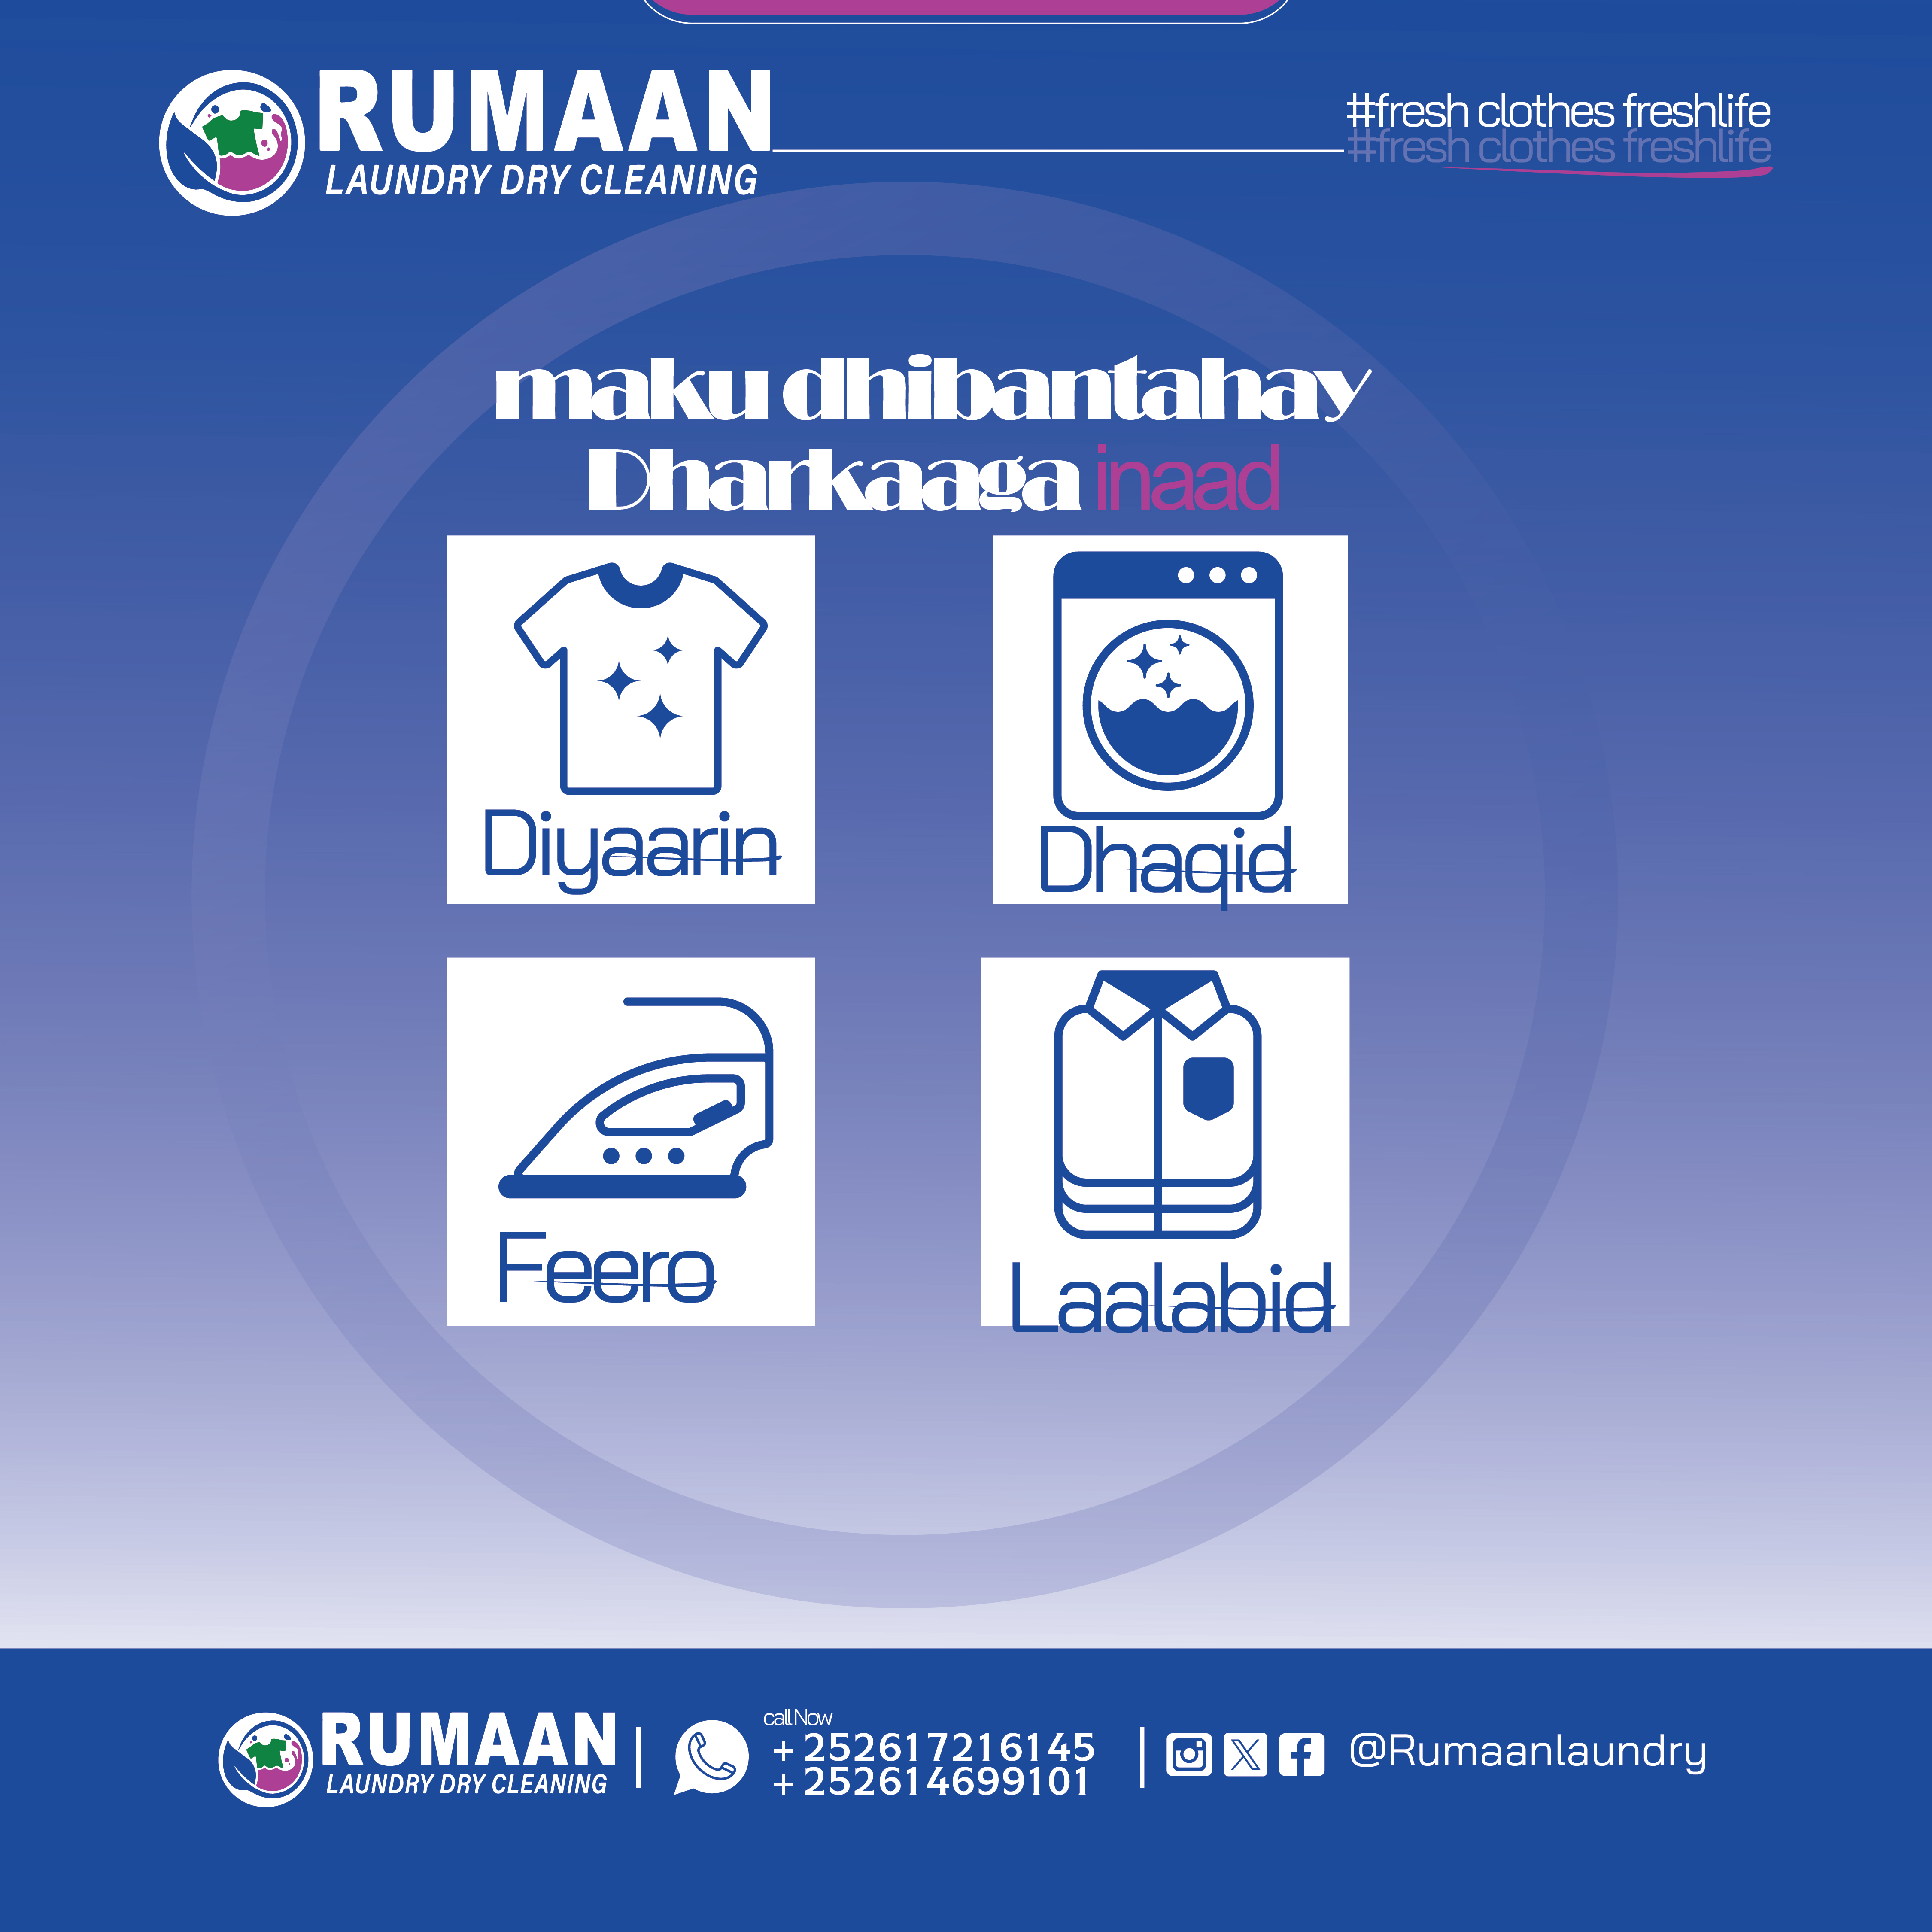 RUMAAN
LAUNDRY DRY CLEANING
#fresh clothes freshlife
#fresh clothes freshlife
maku dhibantahay
Dharkaaga inaad
Diyaarin
Dhaqid
Feero
Laalabid
RUMAAN
LAUNDRY DRY CLEANING
call Now
+ 252617216145
+ 252614699101
@Rumaanlaundry